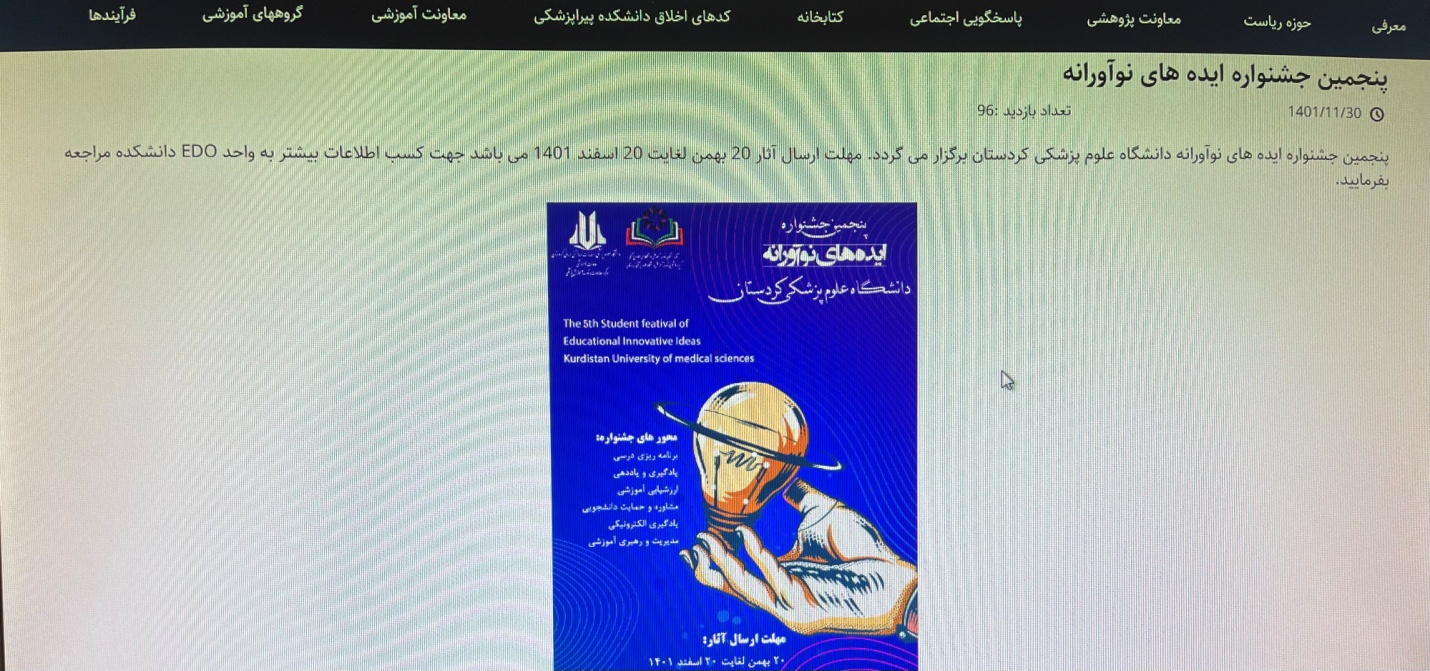 معرفی
حوزه ریاست
معاونت پژوهشی
پاسخگویی اجتماعی
کتابخانه
کدهای اخلاق دانشکده پیراپزشکی
معاونت آموزشی
گروههای آموزشی
فرآیندها
پنجمین جشنواره ایده های نوآورانه
1401/11/30
تعداد بازدید :96
پنجمین جشنواره ایده های نوآورانه دانشگاه علوم پزشکی کردستان برگزار می گردد. مهلت ارسال آثار 20 بهمن لغایت 20 اسفند 1401 می باشد جهت کسب اطلاعات بیشتر به واحد EDO دانشکده مراجعه
بفرمایید.
پنجمین جشنواره
ایده‌های نوآورانه
دانشگاه علوم پزشکی کردستان
The 5th Student featival of
Educational Innovative Ideas
Kurdistan University of medical sciences
محور های جشنواره:
برنامه ریزی درسی
یادگیری و یاددهی
ارزشیابی آموزشی
مشاوره و حمایت دانشجویی
یادگیری الکترونیکی
مدیریت و رهبری آموزشی
مهلت ارسال آثار:
۲۰ بهمن لغایت ۲۰ اسفند ۱۴۰۱